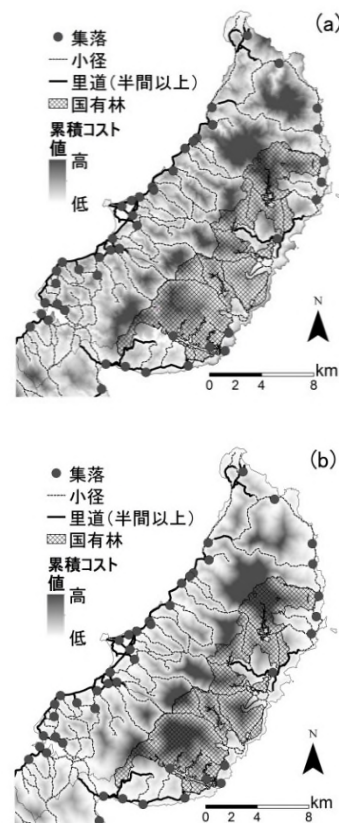 (a)
集落
小径
里道(半間以上)
国有林
累積コスト
値
高
低
N
km
0 2 4 8
(b)
集落
小径
里道(半間以上)
国有林
累積コスト
値
高
低
N
km
0 2 4 8